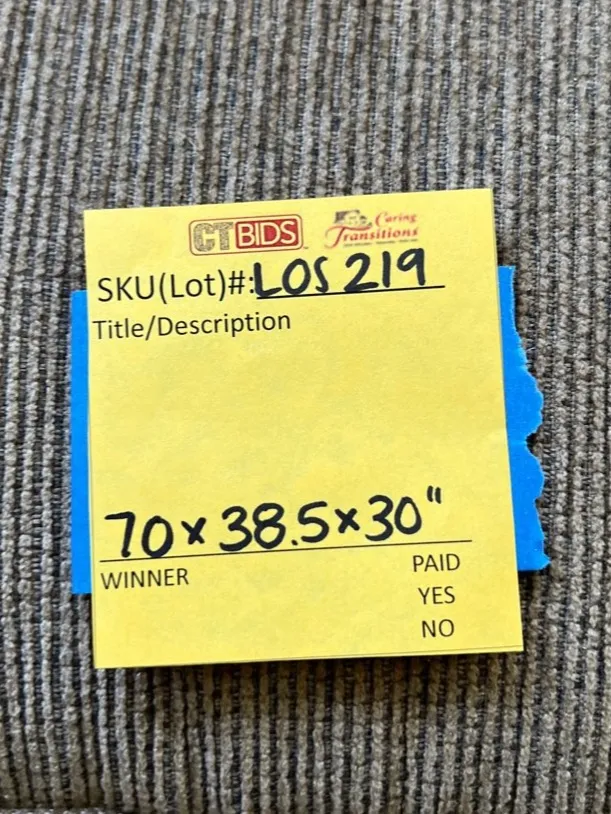 CTBIDS Caring
Transitions
SKU(Lot)#:LOS 219
Title/Description
70 x 38.5 x 30"
WINNER PAID
YES
NO